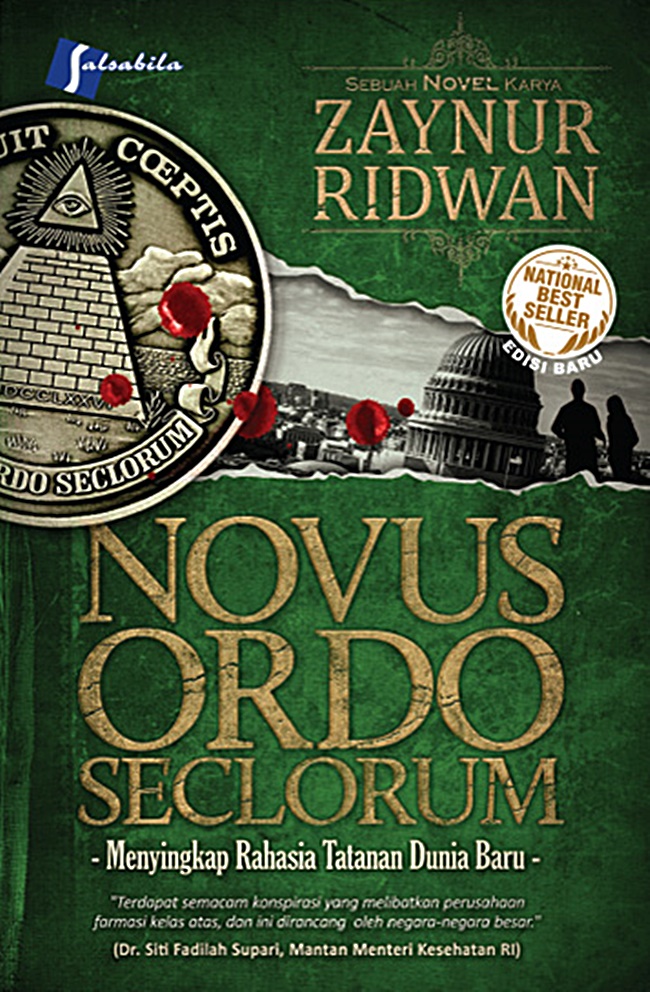 Salsabila
SEBUAH NOVEL KARYA
ZAYNUR
RIDWAN
UIT CŒPTIS
NATIONAL
BEST
SELLER
EDISI BARU
DCCLXXVI
RDO SECLORUM
NOVUS
ORDO
SECLORUM
- Menyingkap Rahasia Tatanan Dunia Baru -
"Terdapat semacam konspirasi yang melibatkan perusahaan
farmasi kelas atas, dan ini dirancang oleh negara-negara besar."
(Dr. Siti Fadilah Supari, Mantan Menteri Kesehatan RI)